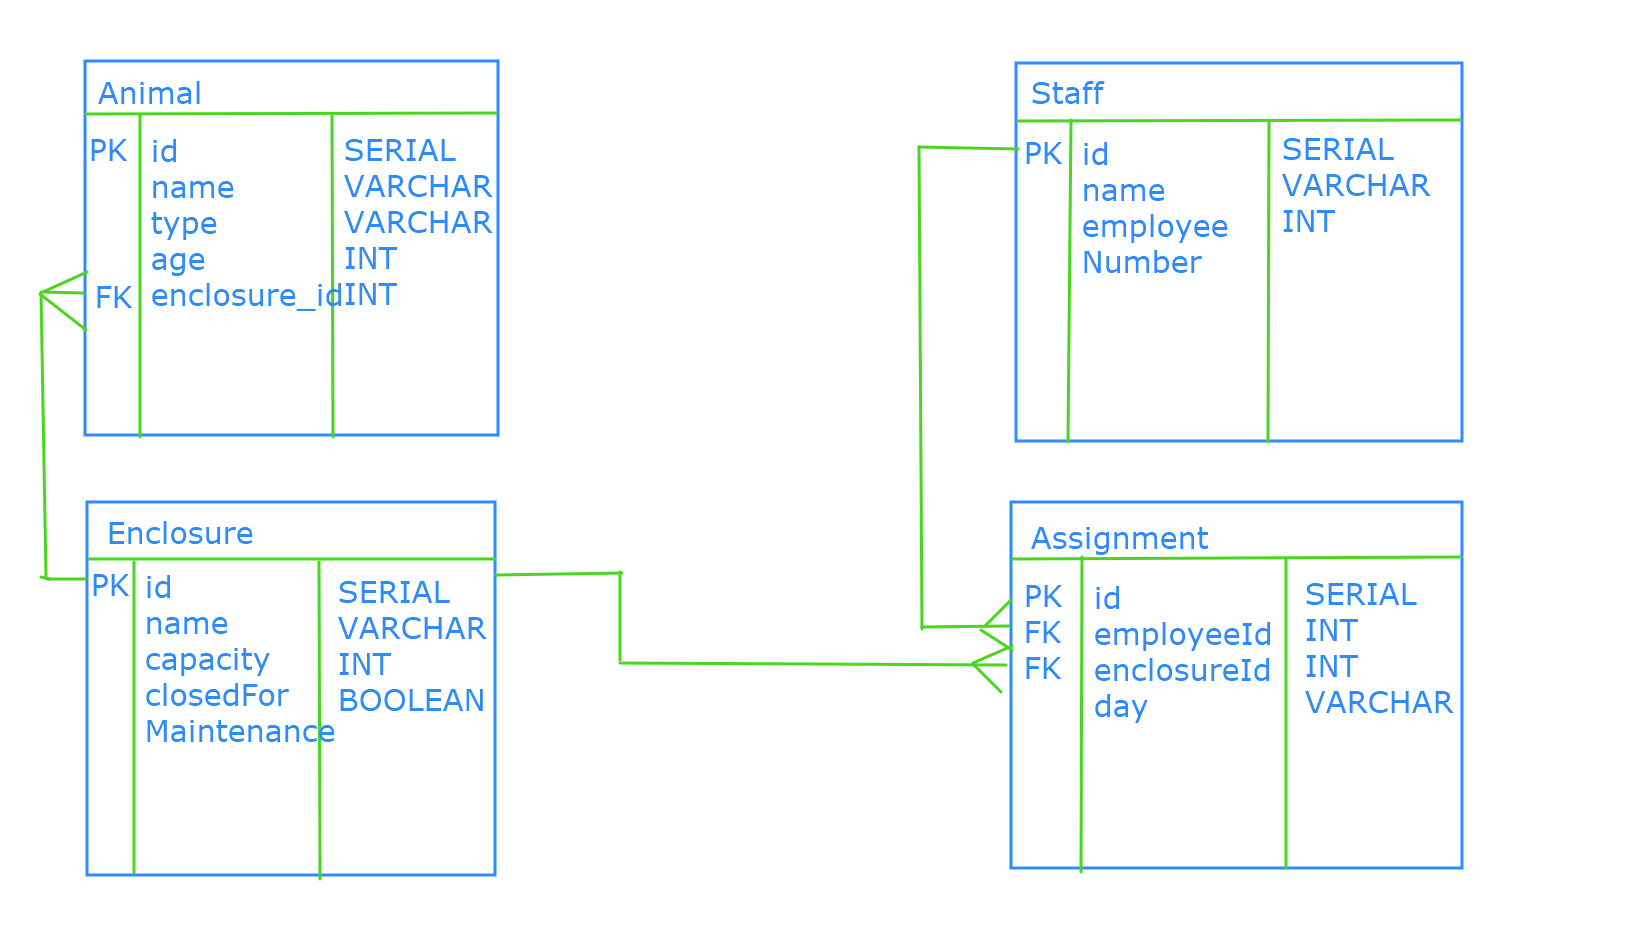 Animal
PK id SERIAL
name VARCHAR
type VARCHAR
age INT
FK enclosure_id INT
Staff
PK id SERIAL
name VARCHAR
employee INT
Number
Enclosure
PK id SERIAL
name VARCHAR
capacity INT
closedFor BOOLEAN
Maintenance
Assignment
PK id SERIAL
FK employeeId INT
FK enclosureId INT
day VARCHAR